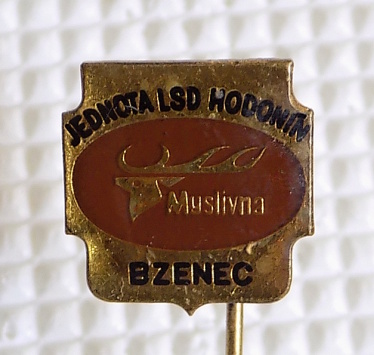 JEDNOTA LSD HODONÍN
Myslivna
BZENEC